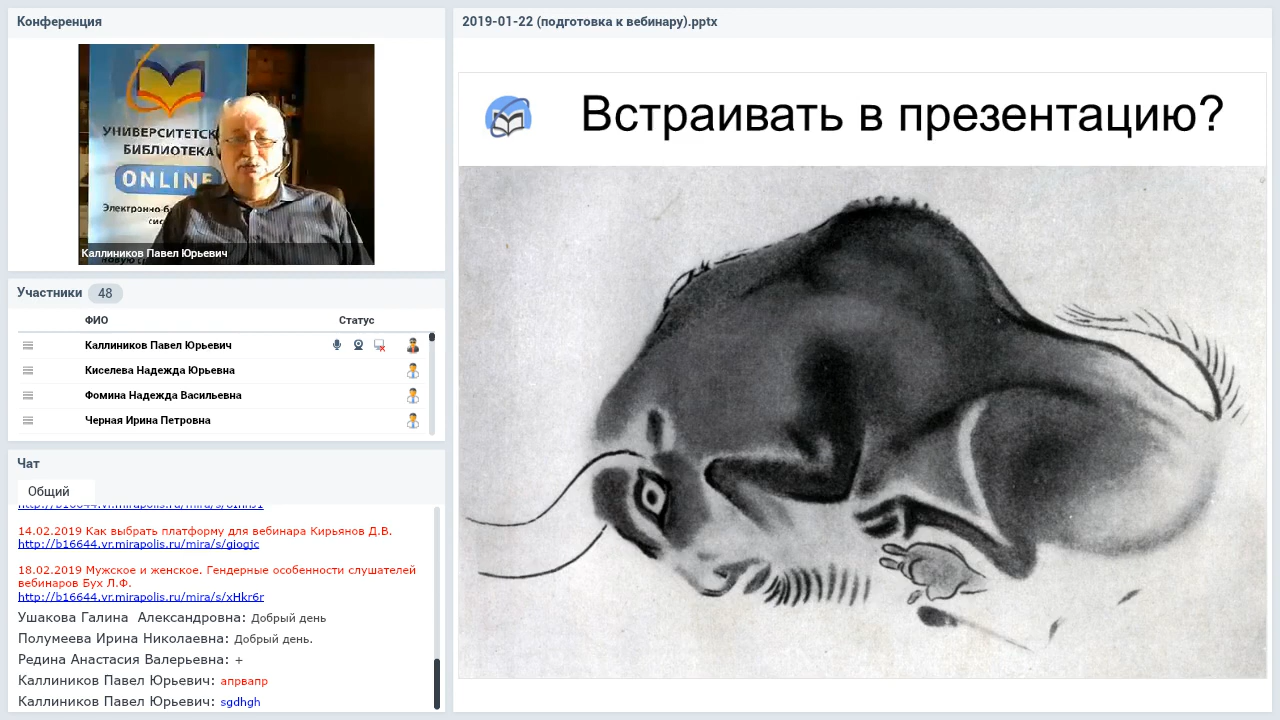 Конференция
УНИВЕРСИТЕТСК
БИБЛИОТЕКА
ONLINE
Каллиников Павел Юрьевич
Участники 48
ФИО Статус
Каллиников Павел Юрьевич
Киселева Надежда Юрьевна
Фомина Надежда Васильевна
Черная Ирина Петровна
Чат
Общий
14.02.2019 Как выбрать платформу для вебинара Кирьянов Д.В.
http://b16644.vr.mirapolis.ru/mira/s/giogjc
18.02.2019 Мужское и женское. Гендерные особенности слушателей
вебинаров Бух Л.Ф.
http://b16644.vr.mirapolis.ru/mira/s/xHkr6r
Ушакова Галина Александровна: Добрый день
Полумеева Ирина Николаевна: Добрый день.
Редина Анастасия Валерьевна: +
Каллиников Павел Юрьевич: апрвапр
Каллиников Павел Юрьевич: sgdhgh
2019-01-22 (подготовка к вебинару).pptx
Встраивать в презентацию?